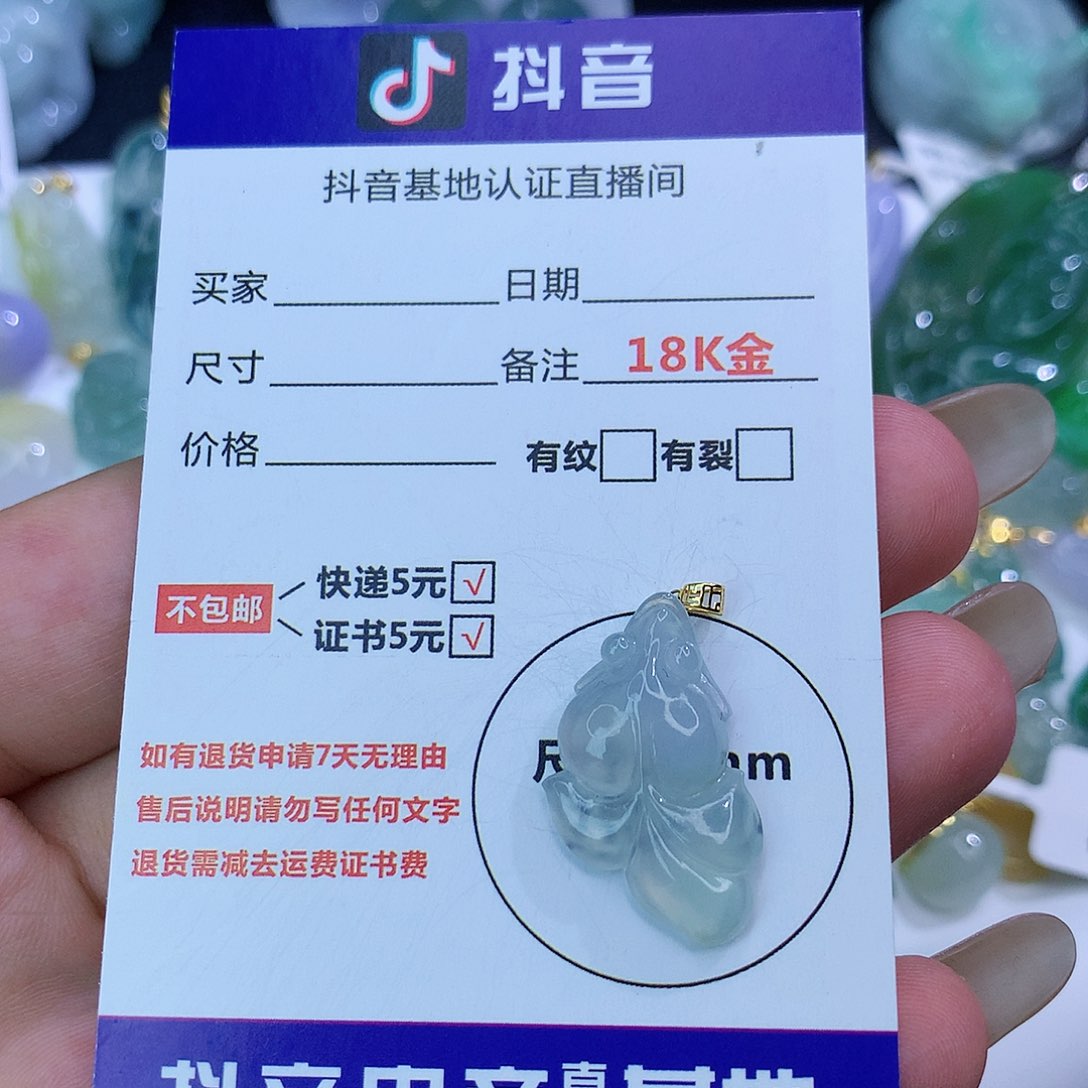 抖音
抖音基地认证直播间
买家 日期
尺寸 备注 18K金
价格 有纹 有裂
不包邮
快递5元 √
证书5元 √
如有退货申请7天无理由
售后说明请勿写任何文字
退货需减去运费证书费
尺 mm